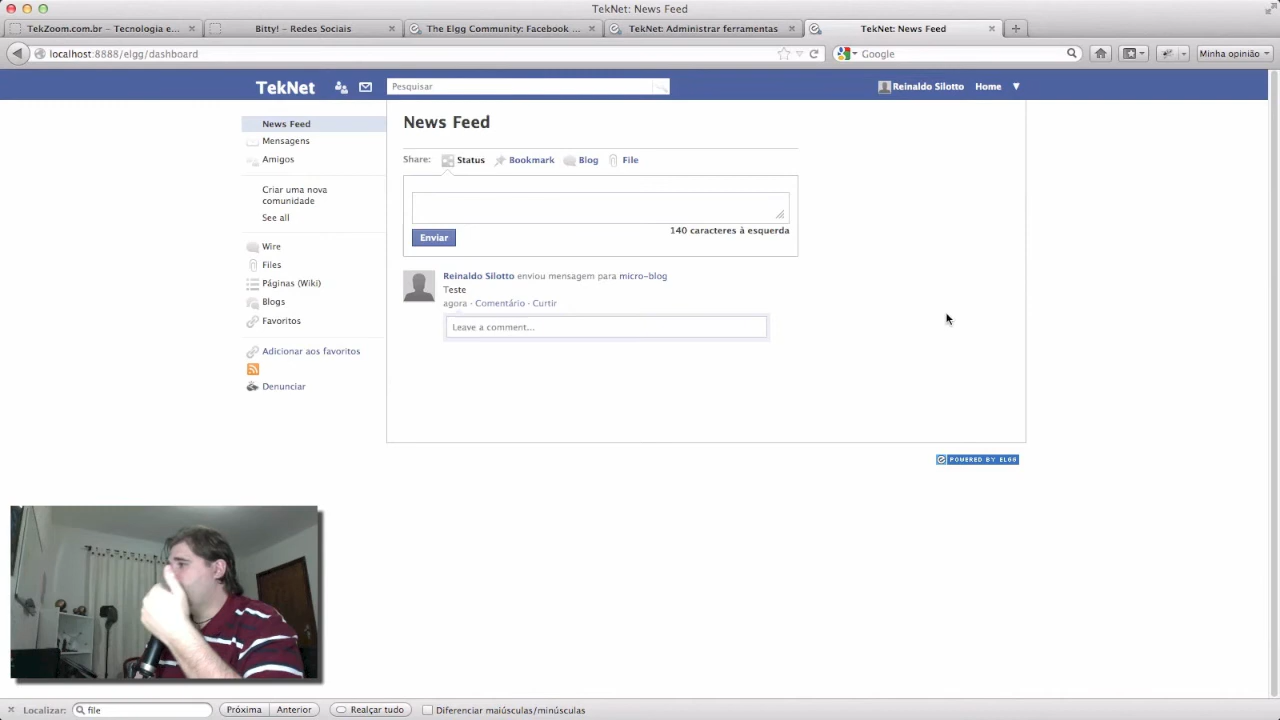 TekNet: News Feed
TekZoom.com.br – Tecnologia e... × Bitty! – Redes Sociais × The Elgg Community: Facebook ... × TekNet: Administrar ferramentas × TekNet: News Feed × +
localhost:8888/elgg/dashboard Google Minha opinião
TekNet Pesquisar Reinaldo Silotto Home ▼
News Feed
Mensagens
Amigos
Criar uma nova
comunidade
See all
Wire
Files
Páginas (Wiki)
Blogs
Favoritos
Adicionar aos favoritos
Denunciar
News Feed
Share: Status Bookmark Blog File
140 caracteres à esquerda
Enviar
Reinaldo Silotto enviou mensagem para micro-blog
Teste
agora · Comentário · Curtir
Leave a comment...
POWERED BY ELGG
× Localizar: file Próxima Anterior Realçar tudo Diferenciar maiúsculas/minúsculas